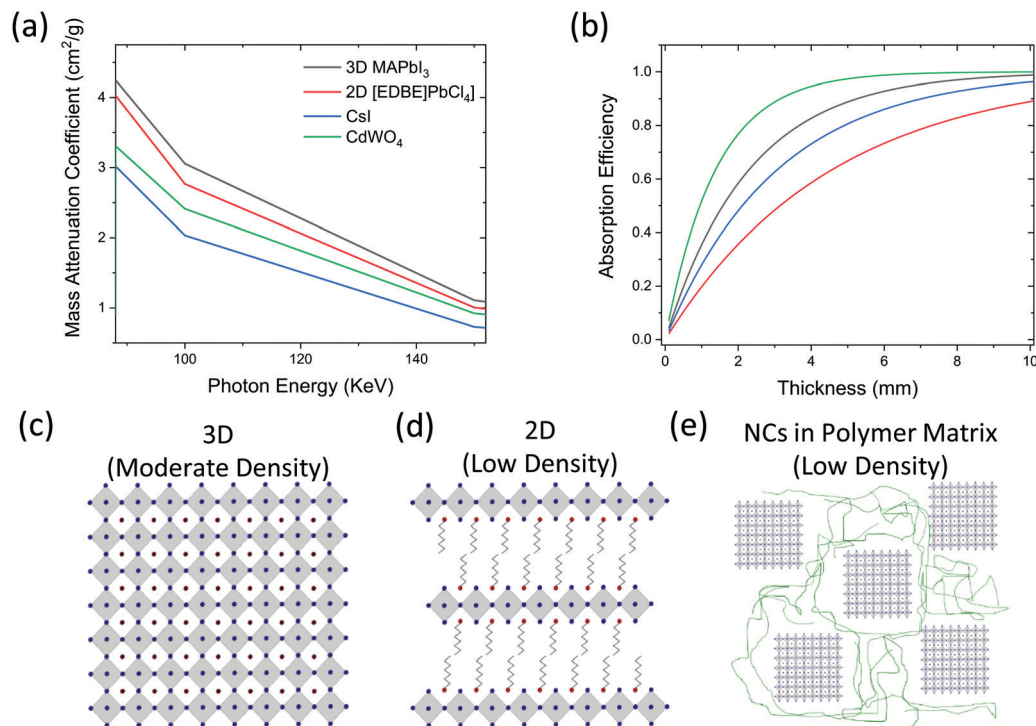 (a)
Mass Attenuation Coefficient (cm²/g)
4
3
2
1
100
120
140
Photon Energy (KeV)
3D MAPbI₃
2D [EDBE]PbCl₄]
CsI
CdWO₄
(b)
Absorption Efficiency
1.0
0.8
0.6
0.4
0.2
0.0
0
2
4
6
8
10
Thickness (mm)
(c)
3D
(Moderate Density)
(d)
2D
(Low Density)
(e)
NCs in Polymer Matrix
(Low Density)